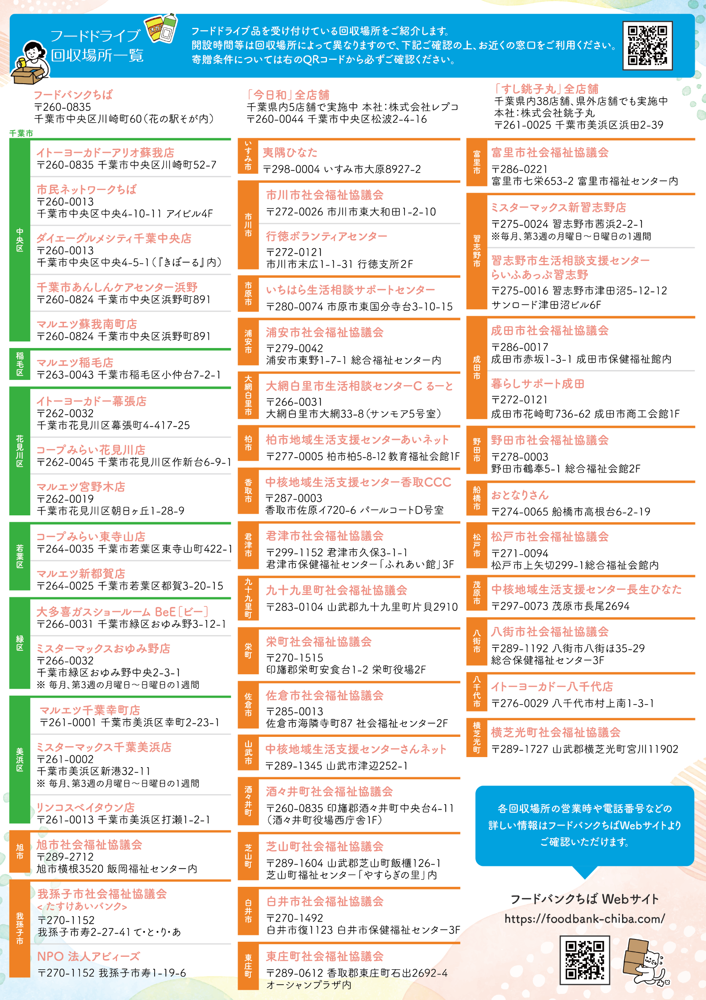 フードドライブ
回収場所一覧
オカシ
フードドライブ品を受け付けている回収場所をご紹介します。
開設時間等は回収場所によって異なりますので、下記ご確認の上、お近くの窓口をご利用ください。
寄贈条件については右のQRコードから必ずご確認ください。
フードバンクちば
〒260-0835
千葉市中央区川崎町60（花の駅そが内）
「今日和」全店舗
千葉県内5店舗で実施中 本社：株式会社レプコ
〒260-0044 千葉市中央区松波2-4-16
「すし銚子丸」全店舗
千葉県内38店舗、県外店舗でも実施中
本社：株式会社銚子丸
〒261-0025 千葉市美浜区浜田2-39
千葉市
中央区
イトーヨーカドーアリオ蘇我店
〒260-0835 千葉市中央区川崎町52-7
市民ネットワークちば
〒260-0013
千葉市中央区中央4-10-11 アイビル4F
ダイエーグルメシティ千葉中央店
〒260-0013
千葉市中央区中央4-5-1（『きぼーる』内）
千葉市あんしんケアセンター浜野
〒260-0824 千葉市中央区浜野町891
マルエツ蘇我南町店
〒260-0824 千葉市中央区浜野町891
稲毛区
マルエツ稲毛店
〒263-0043 千葉市稲毛区小仲台7-2-1
花見川区
イトーヨーカドー幕張店
〒262-0032
千葉市花見川区幕張町4-417-25
コープみらい花見川店
〒262-0045 千葉市花見川区作新台6-9-1
マルエツ宮野木店
〒262-0019
千葉市花見川区朝日ヶ丘1-28-9
若葉区
コープみらい東寺山店
〒264-0035 千葉市若葉区東寺山町422-1
マルエツ新都賀店
〒264-0025 千葉市若葉区都賀3-20-15
緑区
大多喜ガスショールーム BeE［ビー］
〒266-0031 千葉市緑区おゆみ野3-12-1
ミスターマックスおゆみ野店
〒266-0032
千葉市緑区おゆみ野中央2-3-1
※ 毎月、第3週の月曜日～日曜日の1週間
美浜区
マルエツ千葉幸町店
〒261-0001 千葉市美浜区幸町2-23-1
ミスターマックス千葉美浜店
〒261-0002
千葉市美浜区新港32-11
※ 毎月、第3週の月曜日～日曜日の1週間
リンコスベイタウン店
〒261-0013 千葉市美浜区打瀬1-2-1
旭市
旭市社会福祉協議会
〒289-2712
旭市横根3520 飯岡福祉センター内
我孫子市
我孫子市社会福祉協議会
<たすけあいバンク>
〒270-1152
我孫子市寿2-27-41 て・と・り・あ
NPO 法人アビィーズ
〒270-1152 我孫子市寿1-19-6
いすみ市
夷隅ひなた
〒298-0004 いすみ市大原8927-2
市川市
市川市社会福祉協議会
〒272-0026 市川市東大和田1-2-10
行徳ボランティアセンター
〒272-0121
市川市末広1-1-31 行徳支所2F
市原市
いちはら生活相談サポートセンター
〒280-0074 市原市東国分寺台3-10-15
浦安市
浦安市社会福祉協議会
〒279-0042
浦安市東野1-7-1 総合福祉センター内
大網白里市
大網白里市生活相談センターC るーと
〒266-0031
大網白里市大網33-8（サンモア5号室）
柏市
柏市地域生活支援センターあいネット
〒277-0005 柏市柏5-8-12 教育福祉会館1F
香取市
中核地域生活支援センター香取CCC
〒287-0003
香取市佐原イ720-6 パールコートD号室
君津市
君津市社会福祉協議会
〒299-1152 君津市久保3-1-1
君津市保健福祉センター「ふれあい館」3F
九十九里町
九十九里町社会福祉協議会
〒283-0104 山武郡九十九里町片貝2910
栄町
栄町社会福祉協議会
〒270-1515
印旛郡栄町安食台1-2 栄町役場2F
佐倉市
佐倉市社会福祉協議会
〒285-0013
佐倉市海隣寺町87 社会福祉センター2F
山武市
中核地域生活支援センターさんネット
〒289-1345 山武市津辺252-1
酒々井町
酒々井町社会福祉協議会
〒260-0835 印旛郡酒々井町中央台4-11
（酒々井町役場西庁舎1F）
芝山町
芝山町社会福祉協議会
〒289-1604 山武郡芝山町飯櫃126-1
芝山町福祉センター「やすらぎの里」内
白井市
白井市社会福祉協議会
〒270-1492
白井市復1123 白井市保健福祉センター3F
東庄町
東庄町社会福祉協議会
〒289-0612 香取郡東庄町石出2692-4
オーシャンプラザ内
富里市
富里市社会福祉協議会
〒286-0221
富里市七栄653-2 富里市福祉センター内
習志野市
ミスターマックス新習志野店
〒275-0024 習志野市茜浜2-2-1
※毎月、第3週の月曜日～日曜日の1週間
習志野市生活相談支援センター
らいふあっぷ習志野
〒275-0016 習志野市津田沼5-12-12
サンロード津田沼ビル6F
成田市
成田市社会福祉協議会
〒286-0017
成田市赤坂1-3-1 成田市保健福祉館内
暮らしサポート成田
〒272-0121
成田市花崎町736-62 成田市商工会館1F
野田市
野田市社会福祉協議会
〒278-0003
野田市鶴奉5-1 総合福祉会館2F
船橋市
おとなりさん
〒274-0065 船橋市高根台6-2-19
松戸市
松戸市社会福祉協議会
〒271-0094
松戸市上矢切299-1総合福祉会館内
茂原市
中核地域生活支援センター長生ひなた
〒297-0073 茂原市長尾2694
八街市
八街市社会福祉協議会
〒289-1192 八街市八街ほ35-29
総合保健福祉センター3F
八千代市
イトーヨーカドー八千代店
〒276-0029 八千代市村上南1-3-1
横芝光町
横芝光町社会福祉協議会
〒289-1727 山武郡横芝光町宮川11902
各回収場所の営業時や電話番号などの
詳しい情報はフードバンクちばWebサイトより
ご確認いただけます。
フードバンクちば Webサイト
https://foodbank-chiba.com/